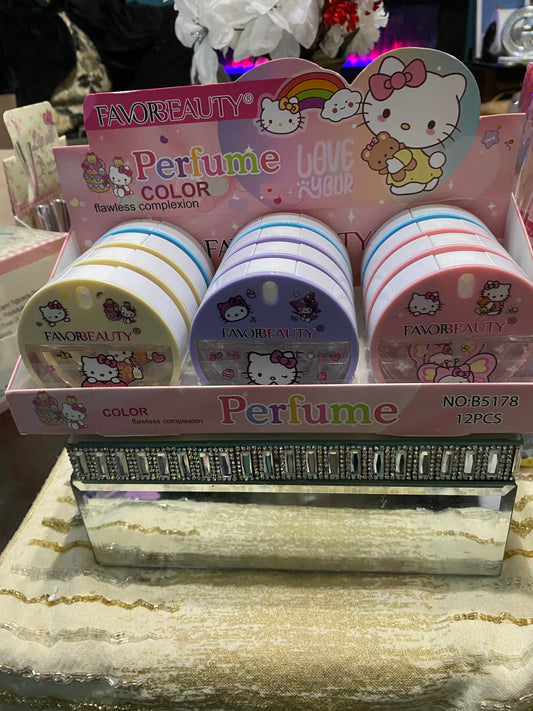 FAVORBEAUTY®
Perfume
COLOR
flawless complexion
LOVE
YOUR
FAVORBEAUTY®
FAVORBEAUTY®
FAVORBEAUTY®
COLOR
flawless complexion
Perfume
NO:B5178
12PCS